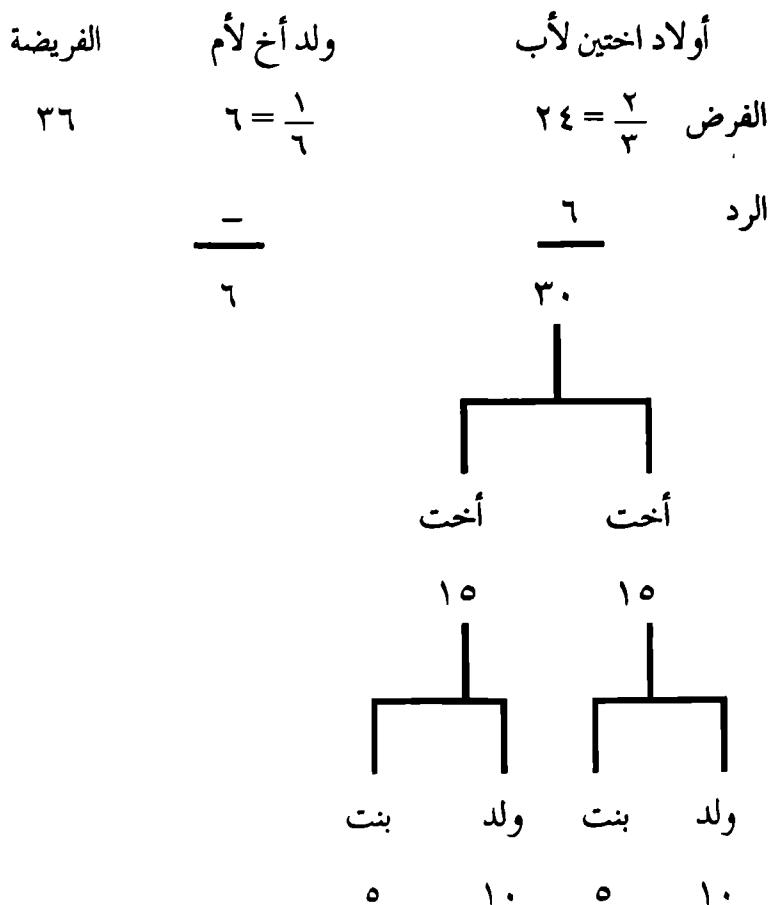 أولاد اختين لأب ولد أخ لأم الفريضة
الفرض ٢/٣ = ٢٤ ١/٦ = ٦ ٣٦
الرد ٦ –
٣٠ ٦
أخت أخت
١٥ ١٥
ولد بنت ولد بنت
١٠ ٥ ١٠ ٥